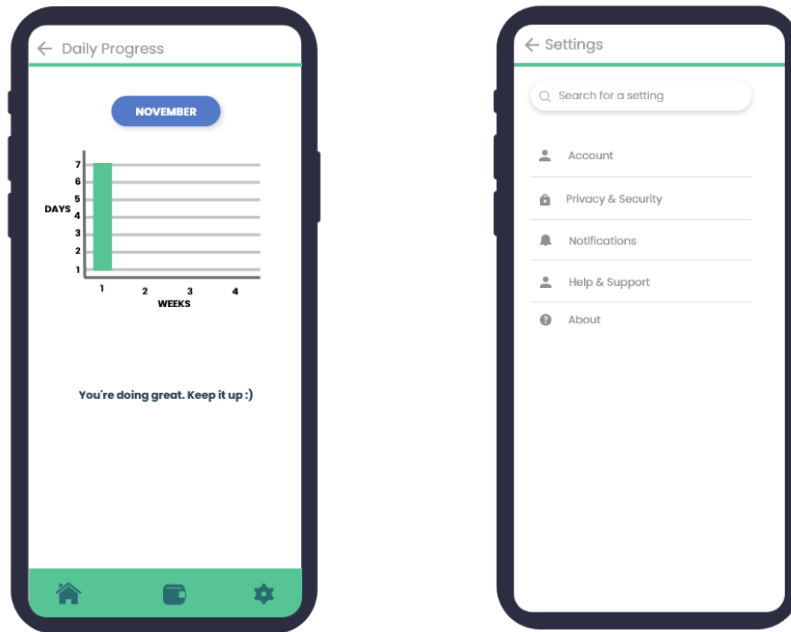 Daily Progress
NOVEMBER
7
6
5
DAYS
4
3
2
1
1 2 3 4
WEEKS
You're doing great. Keep it up :)
Settings
Search for a setting
Account
Privacy & Security
Notifications
Help & Support
About